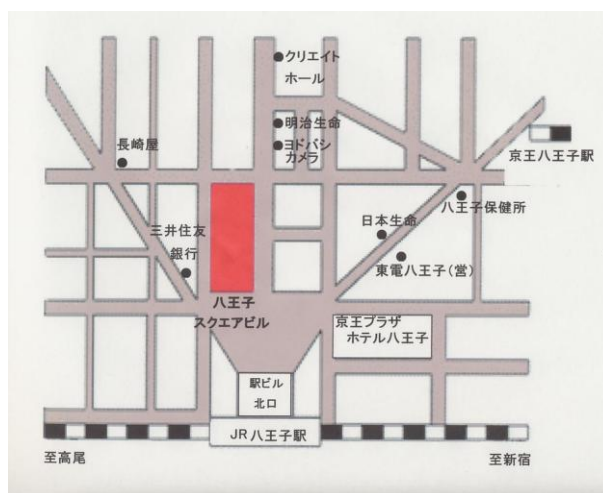 クリエイト
ホール
明治生命
ヨドバシ
カメラ
長崎屋
京王八王子駅
八王子保健所
三井住友
銀行
日本生命
東電八王子(営)
八王子
スクエアビル
京王プラザ
ホテル八王子
駅ビル
北口
JR八王子駅
至高尾
至新宿